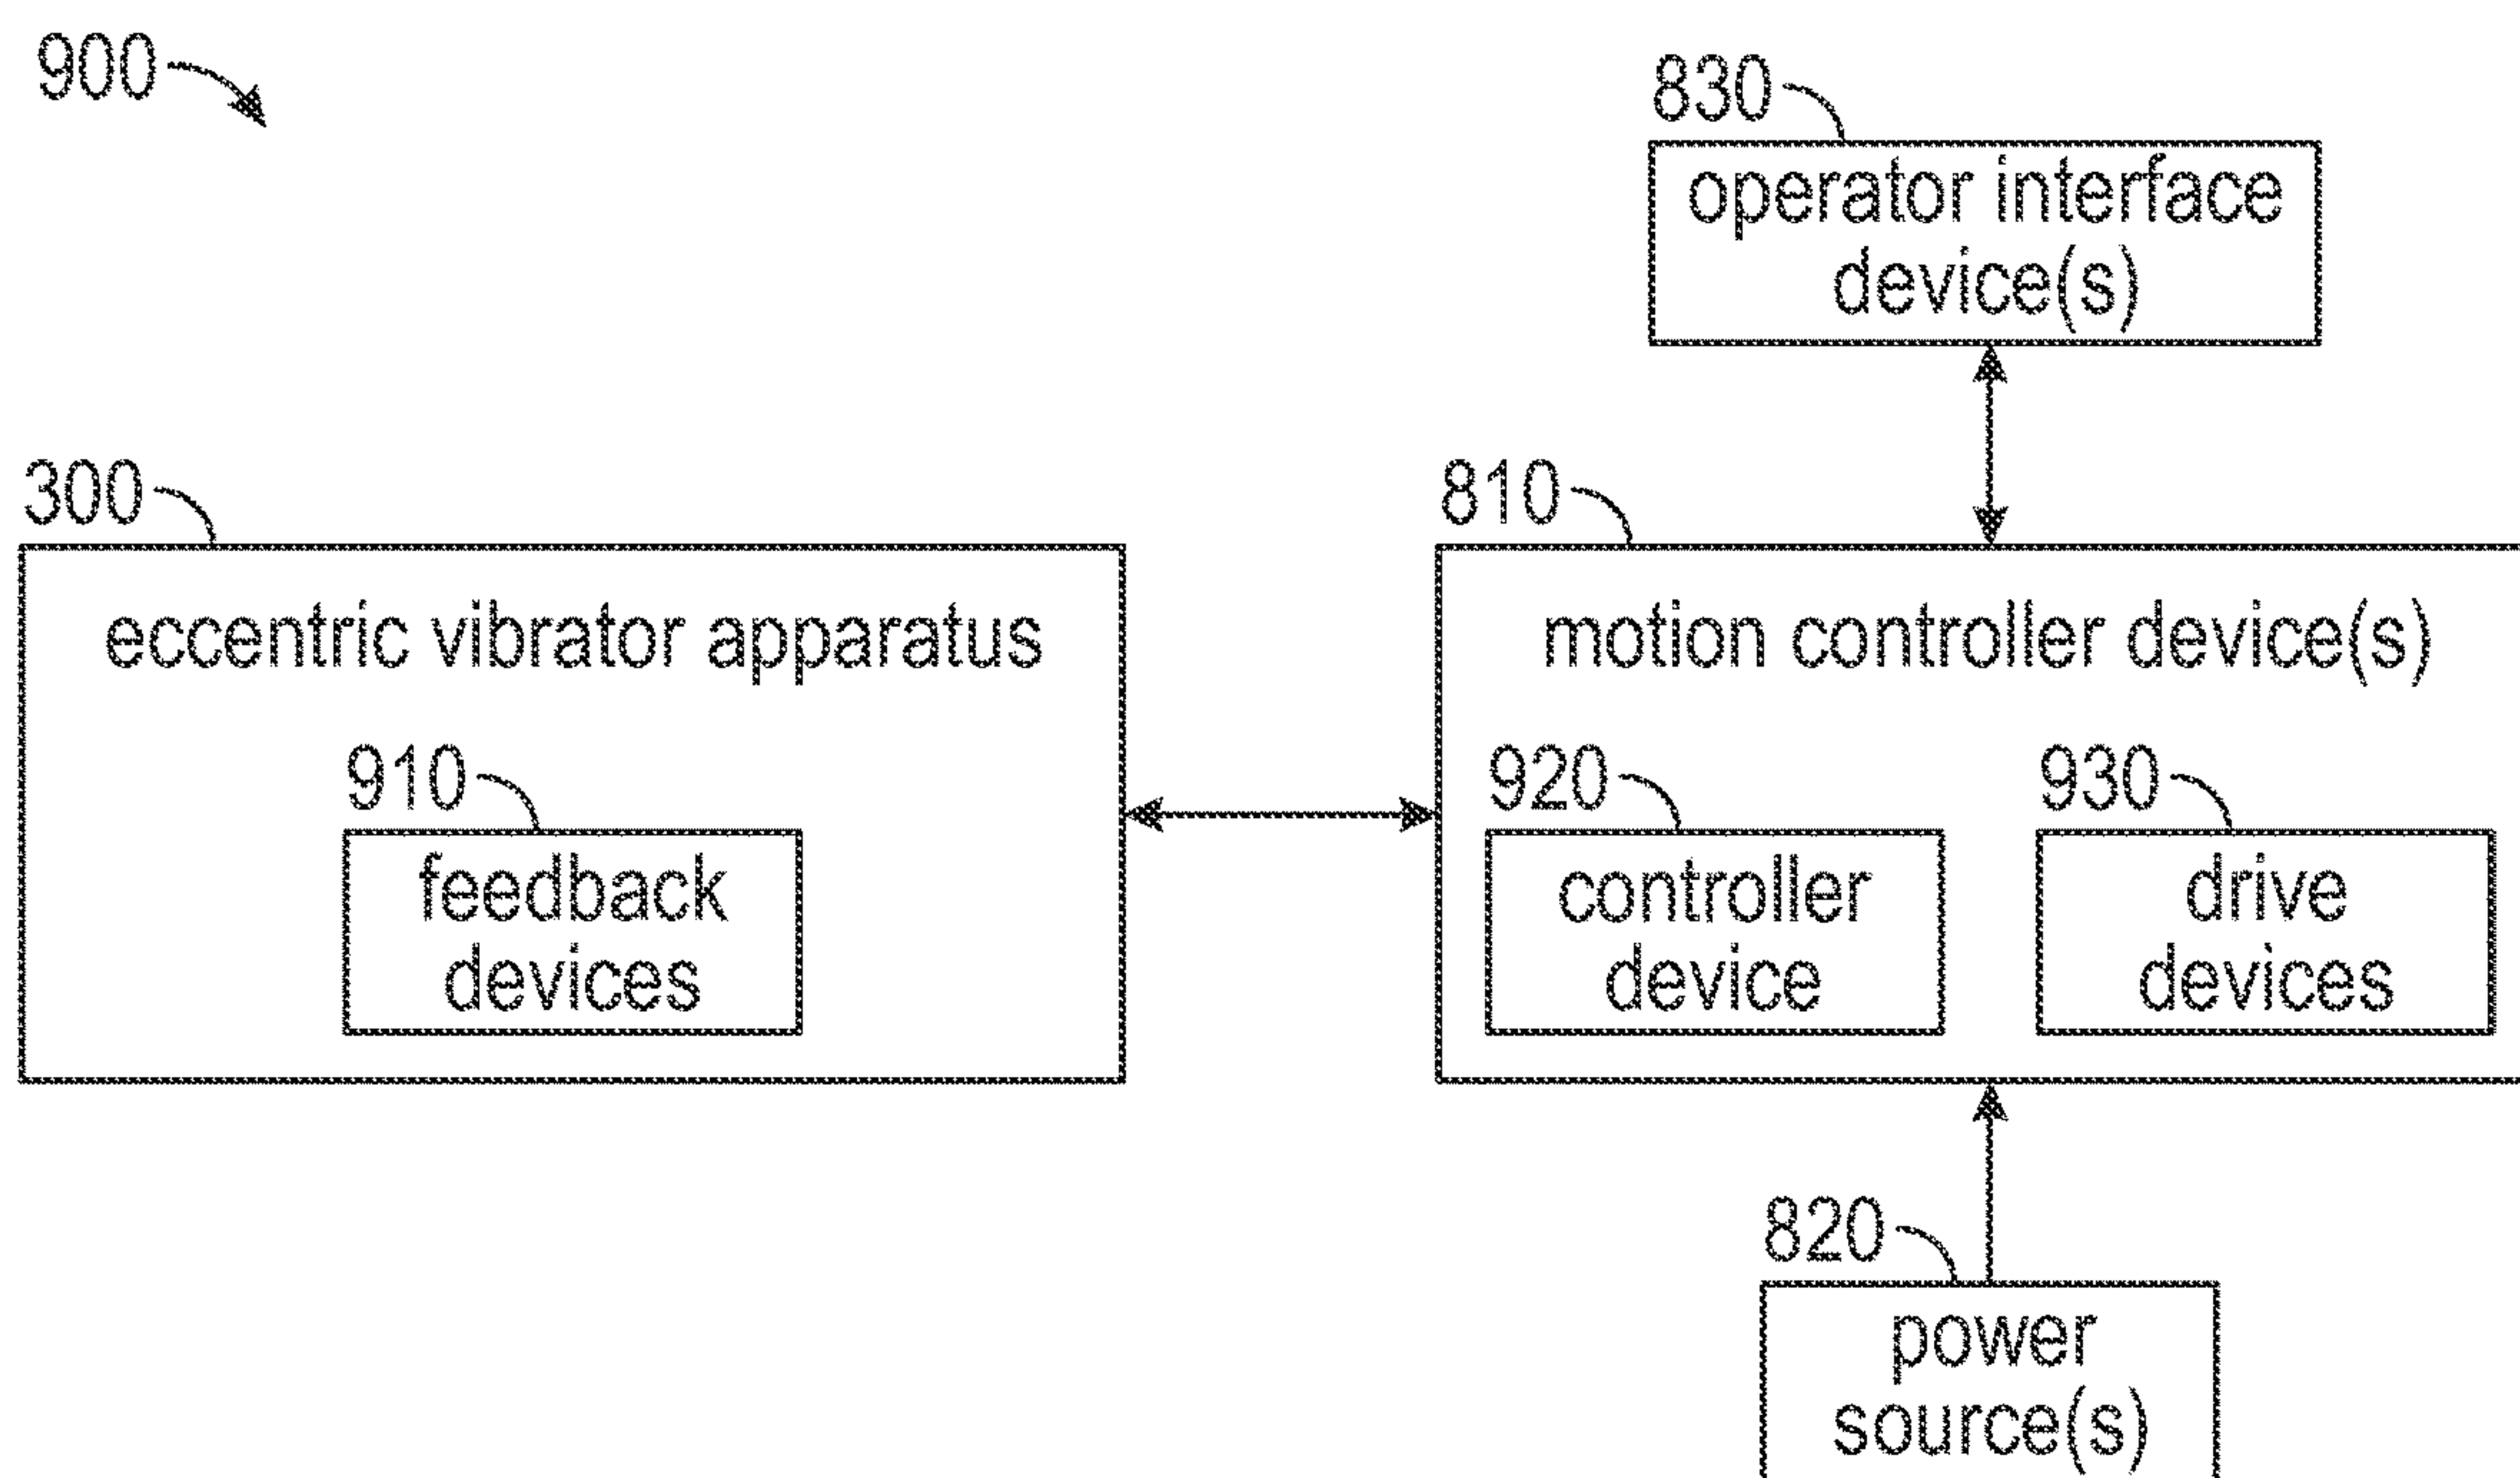 900
830
operator interface
device(s)
300
810
eccentric vibrator apparatus
motion controller device(s)
910
920
930
feedback
devices
controller
device
drive
devices
820
power
source(s)